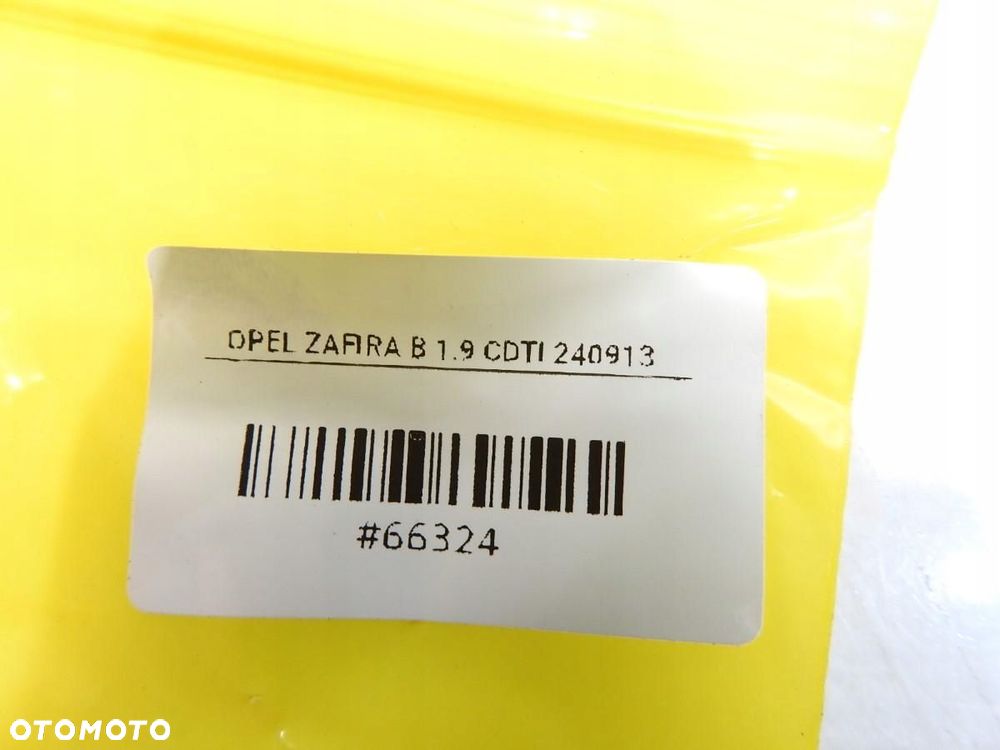 OPEL ZAFIRA B 1.9 CDTI 240913
#66324
OTOMOTO